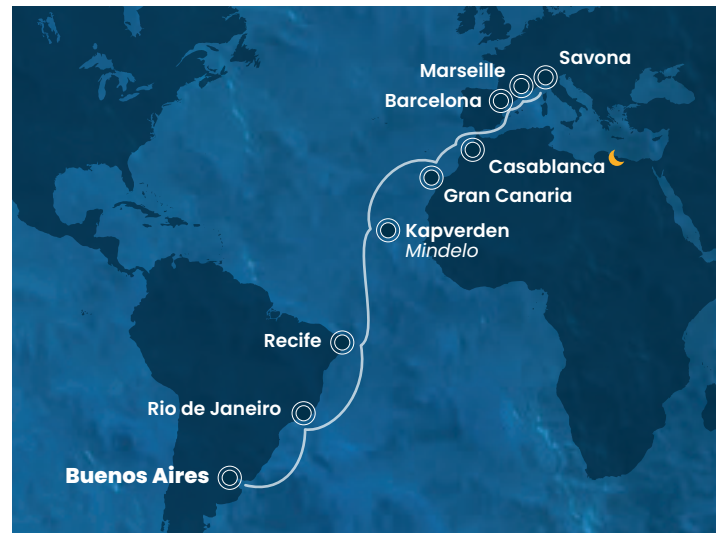 Savona
Marseille
Barcelona
Casablanca
Gran Canaria
Kapverden
Mindelo
Recife
Rio de Janeiro
Buenos Aires